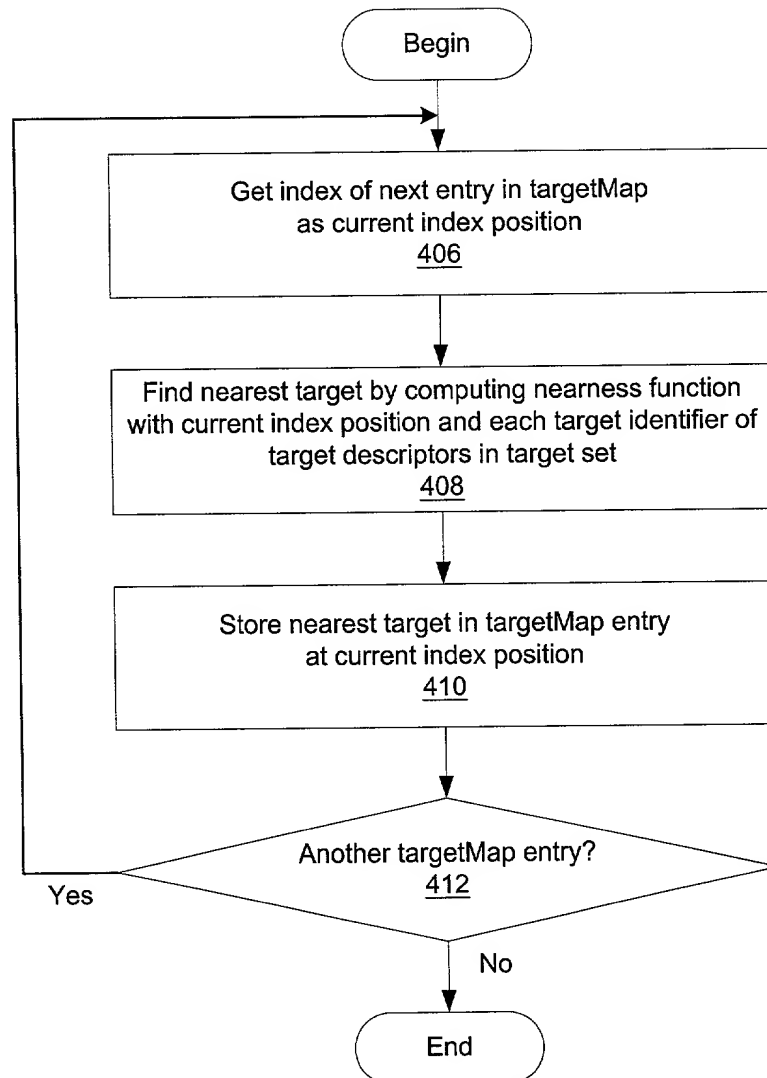 Begin
Get index of next entry in targetMap
as current index position
406
Find nearest target by computing nearness function
with current index position and each target identifier of
target descriptors in target set
408
Store nearest target in targetMap entry
at current index position
410
Another targetMap entry?
412
Yes
No
End